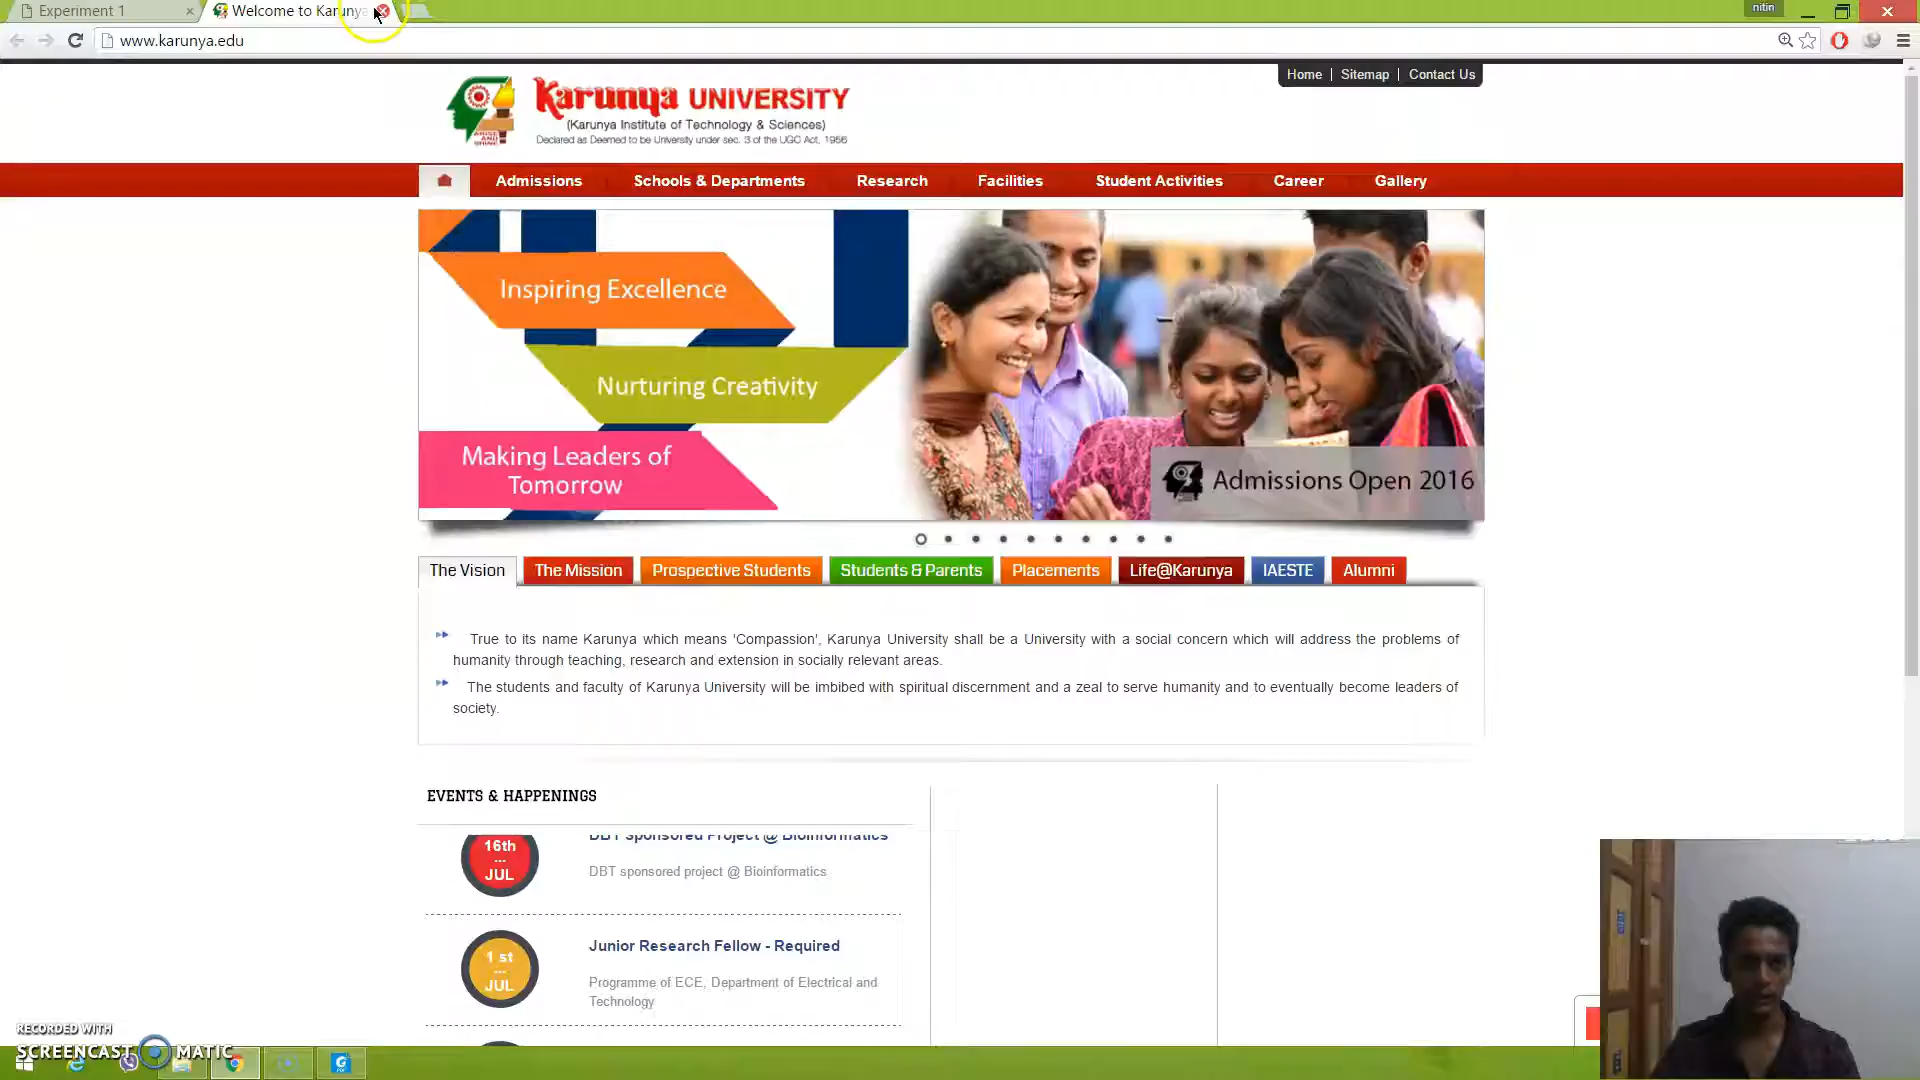 Experiment 1
Welcome to Karunya
nitin
www.karunya.edu
Home | Sitemap | Contact Us
Karunya UNIVERSITY
(Karunya Institute of Technology & Sciences)
Declared as Deemed to be University under sec. 3 of the UGC Act, 1956
ARISE AND SHINE
Admissions
Schools & Departments
Research
Facilities
Student Activities
Career
Gallery
Inspiring Excellence
Nurturing Creativity
Making Leaders of
Tomorrow
Admissions Open 2016
The Vision
The Mission
Prospective Students
Students & Parents
Placements
Life@Karunya
IAESTE
Alumni
True to its name Karunya which means 'Compassion', Karunya University shall be a University with a social concern which will address the problems of
humanity through teaching, research and extension in socially relevant areas.
The students and faculty of Karunya University will be imbibed with spiritual discernment and a zeal to serve humanity and to eventually become leaders of
society.
EVENTS & HAPPENINGS
16th
---
JUL
DBT Sponsored Project @ Bioinformatics
DBT sponsored project @ Bioinformatics
1 st
---
JUL
Junior Research Fellow - Required
Programme of ECE, Department of Electrical and
Technology
RECORDED WITH
SCREENCAST MATIC